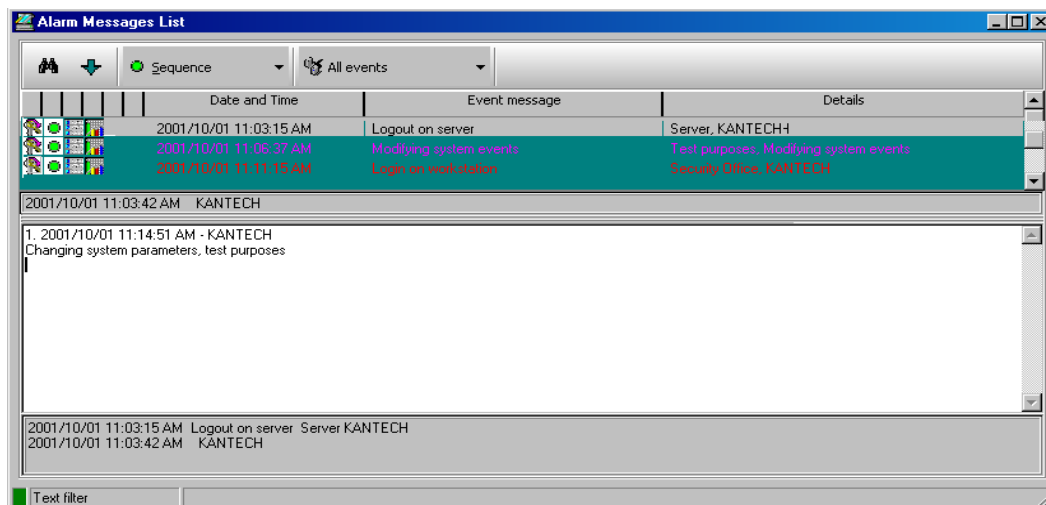 Alarm Messages List
Sequence All events
Date and Time Event message Details
2001/10/01 11:03:15 AM Logout on server Server, KANTECH
2001/10/01 11:06:37 AM Modifying system events Test purposes, Modifying system events
2001/10/01 11:11:15 AM Login on workstation Security Office, KANTECH
2001/10/01 11:03:42 AM KANTECH
1. 2001/10/01 11:14:51 AM - KANTECH
Changing system parameters, test purposes
2001/10/01 11:03:15 AM Logout on server Server KANTECH
2001/10/01 11:03:42 AM KANTECH
Text filter